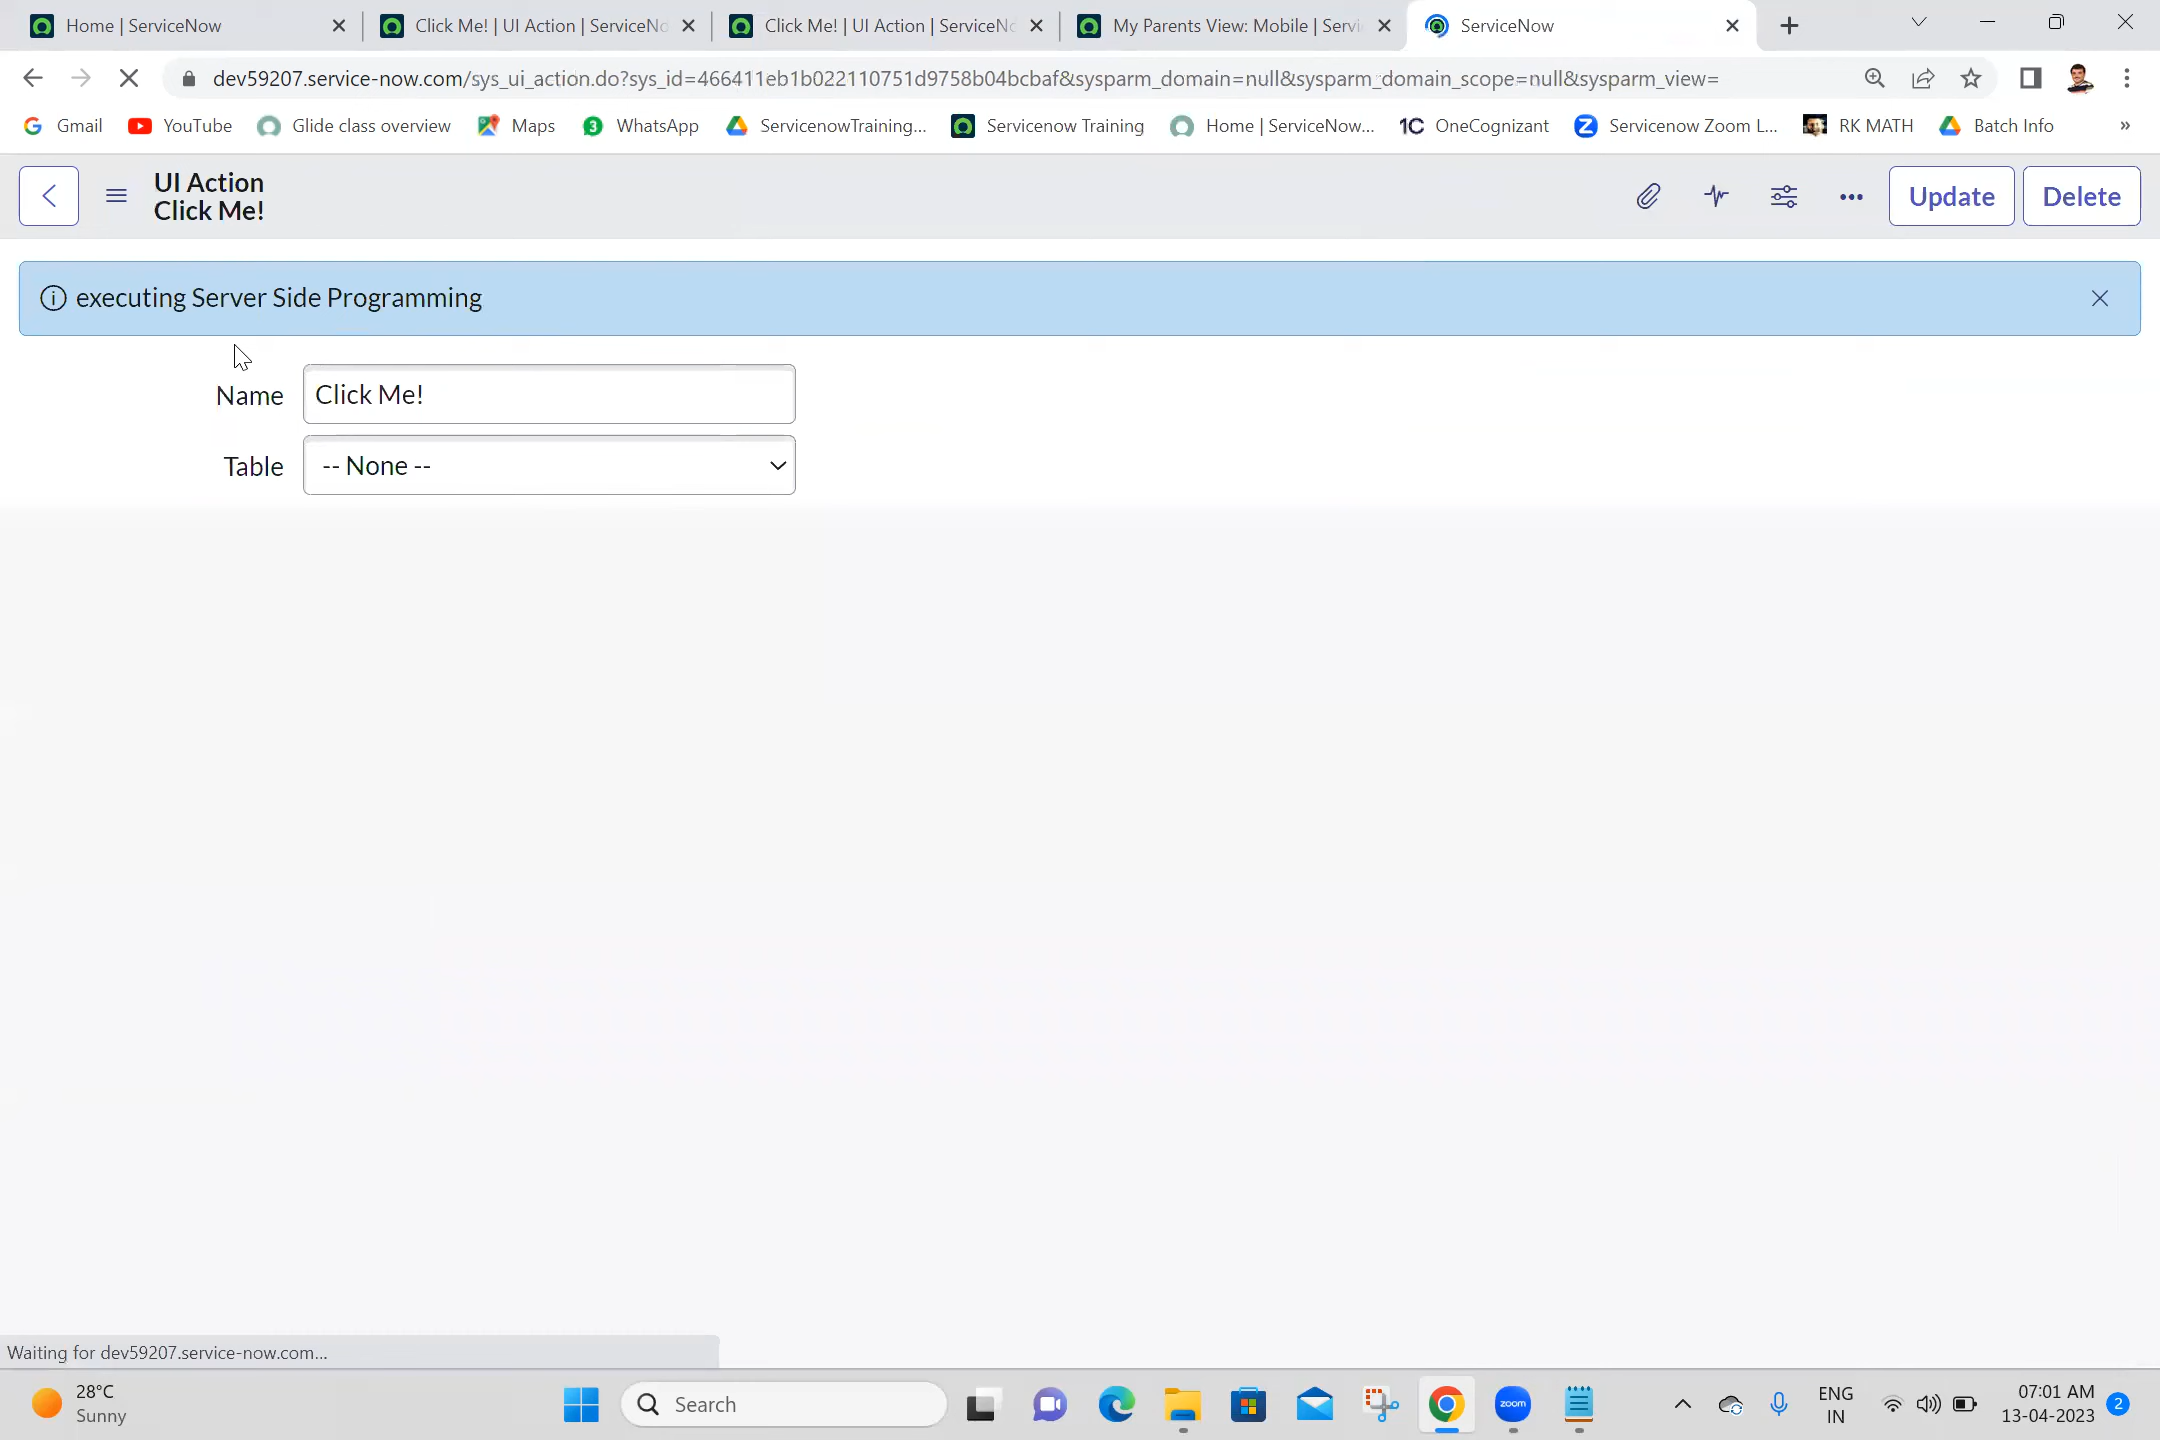 Home | ServiceNow
Click Me! | UI Action | ServiceNo
Click Me! | UI Action | ServiceNo
My Parents View: Mobile | Servi
ServiceNow
dev59207.service-now.com/sys_ui_action.do?sys_id=466411eb1b022110751d9758b04bcbaf&sysparm_domain=null&sysparm_domain_scope=null&sysparm_view=
Gmail
YouTube
Glide class overview
Maps
3
WhatsApp
ServicenowTraining...
Servicenow Training
Home | ServiceNow...
1C
OneCognizant
Z
Servicenow Zoom L...
RK MATH
Batch Info
»
UI Action
Click Me!
Update
Delete
executing Server Side Programming
Name
Click Me!
Table
-- None --
Waiting for dev59207.service-now.com...
28°C
Sunny
Search
zoom
ENG
IN
07:01 AM
13-04-2023
2